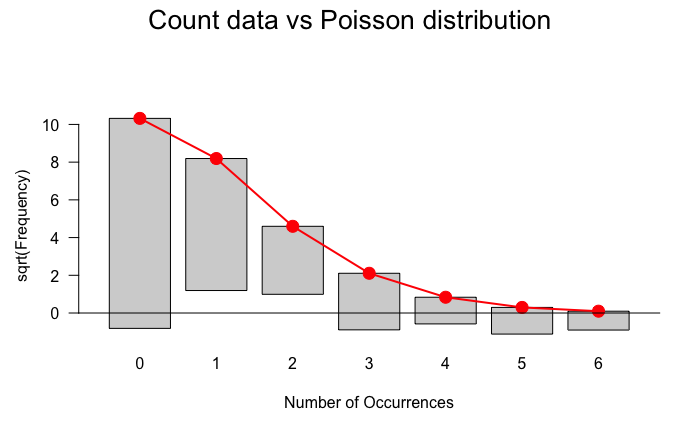 Count data vs Poisson distribution
sqrt(Frequency)
10
8
6
4
2
0
0 1 2 3 4 5 6
Number of Occurrences